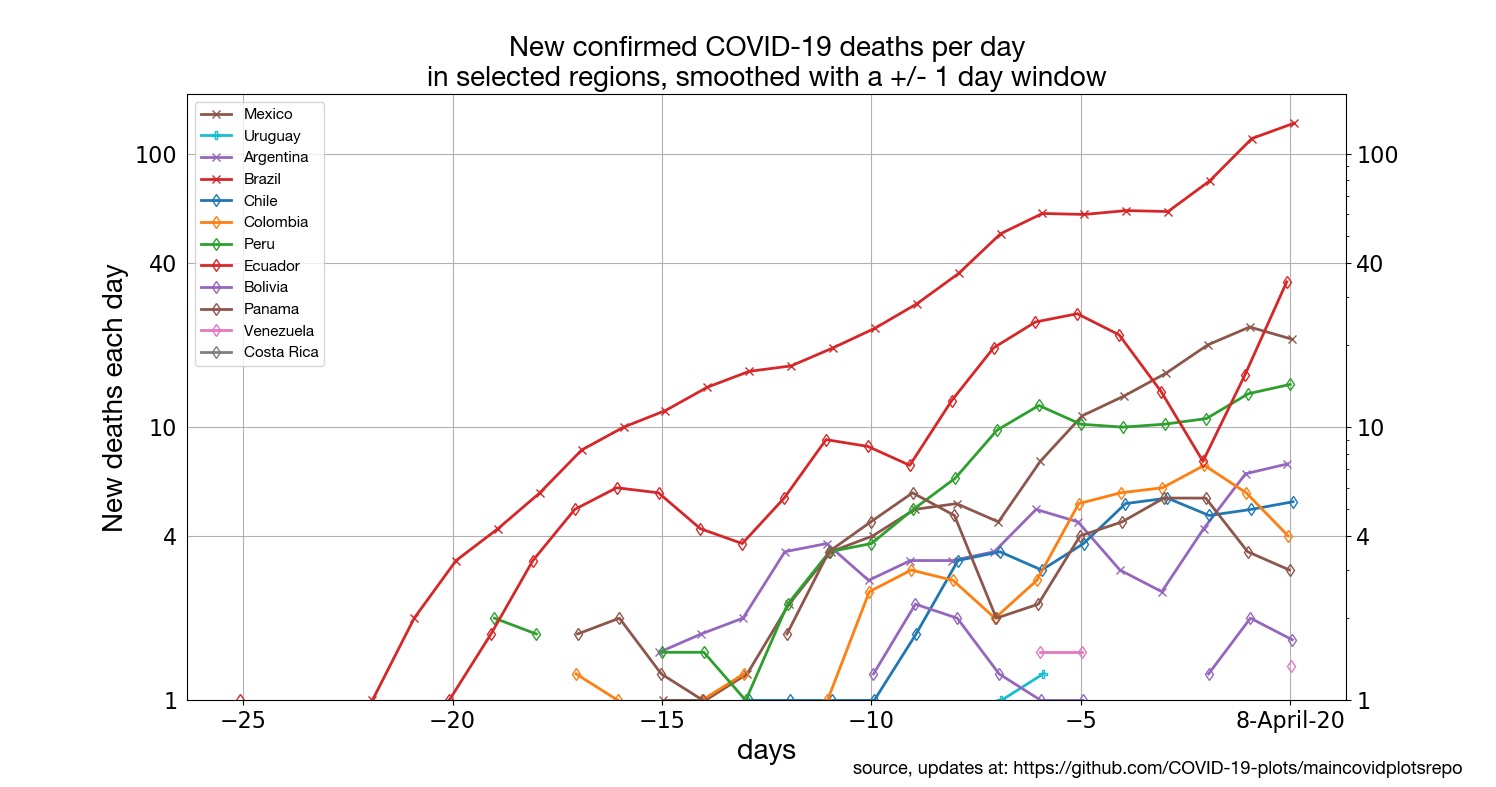 New confirmed COVID-19 deaths per day
in selected regions, smoothed with a +/- 1 day window
Mexico
Uruguay
Argentina
Brazil
Chile
Colombia
Peru
Ecuador
Bolivia
Panama
Venezuela
Costa Rica
New deaths each day
100
40
10
4
1
100
40
10
4
1
−25
−20
−15
−10
−5
8-April-20
days
source, updates at: https://github.com/COVID-19-plots/maincovidplotsrepo